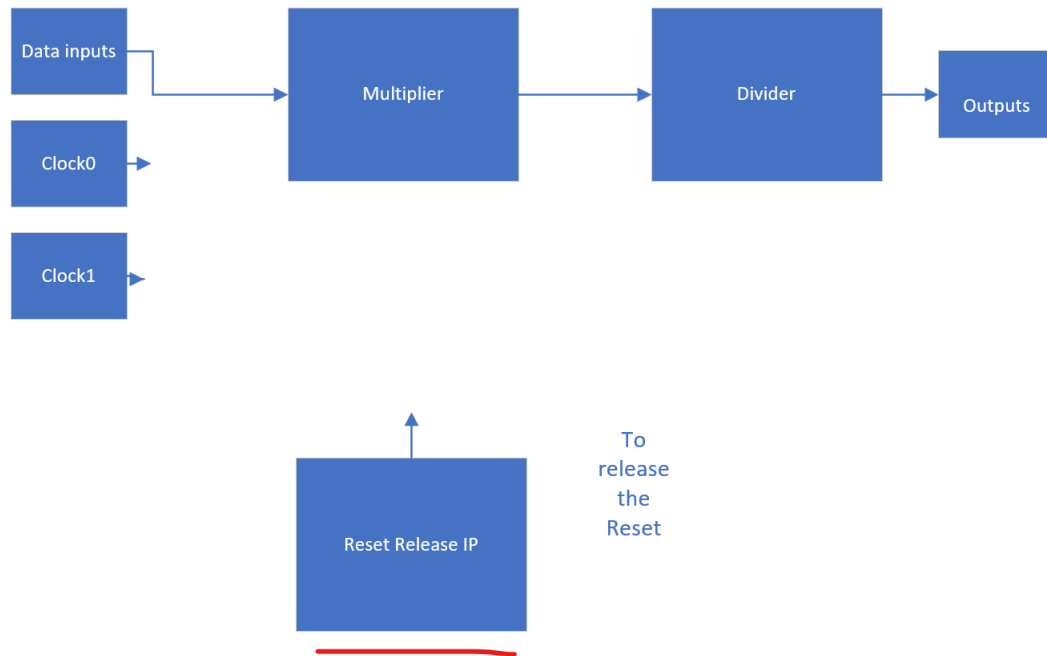 Data inputs
Multiplier
Divider
Outputs
Clock0
Clock1
Reset Release IP
To
release
the
Reset